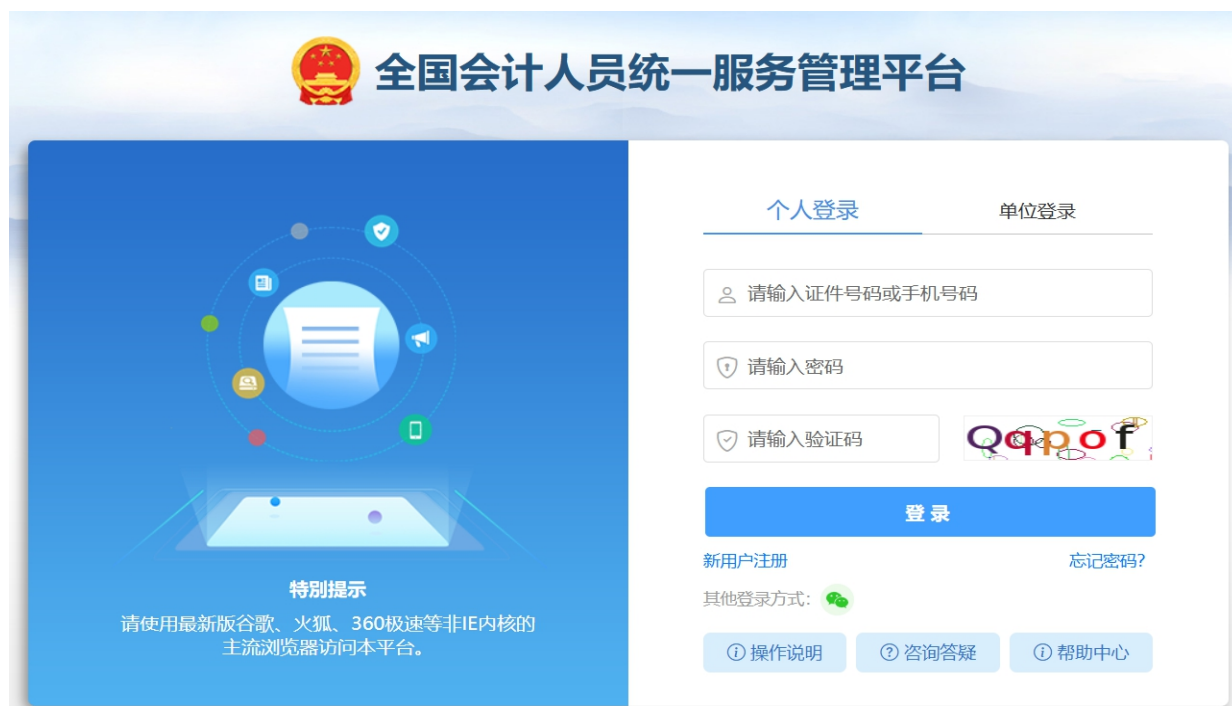 全国会计人员统一服务管理平台
个人登录
单位登录
请输入证件号码或手机号码
请输入密码
请输入验证码
Qqpof
登录
新用户注册
忘记密码?
其他登录方式:
操作说明
咨询答疑
帮助中心
特别提示
请使用最新版谷歌、火狐、360极速等非IE内核的
主流浏览器访问本平台。